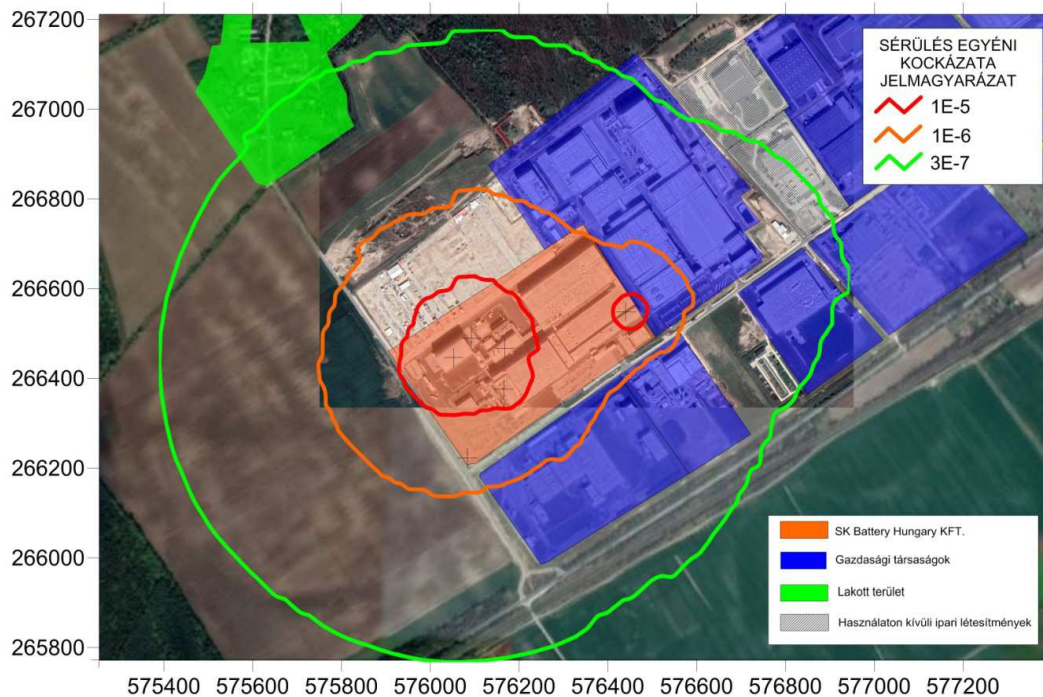 267200
267000
266800
266600
266400
266200
266000
265800
575400 575600 575800 576000 576200 576400 576600 576800 577000 577200
SÉRÜLÉS EGYÉNI
KOCKÁZATA
JELMAGYARÁZAT
1E-5
1E-6
3E-7
SK Battery Hungary KFT.
Gazdasági társaságok
Lakott terület
Használaton kívüli ipari létesítmények